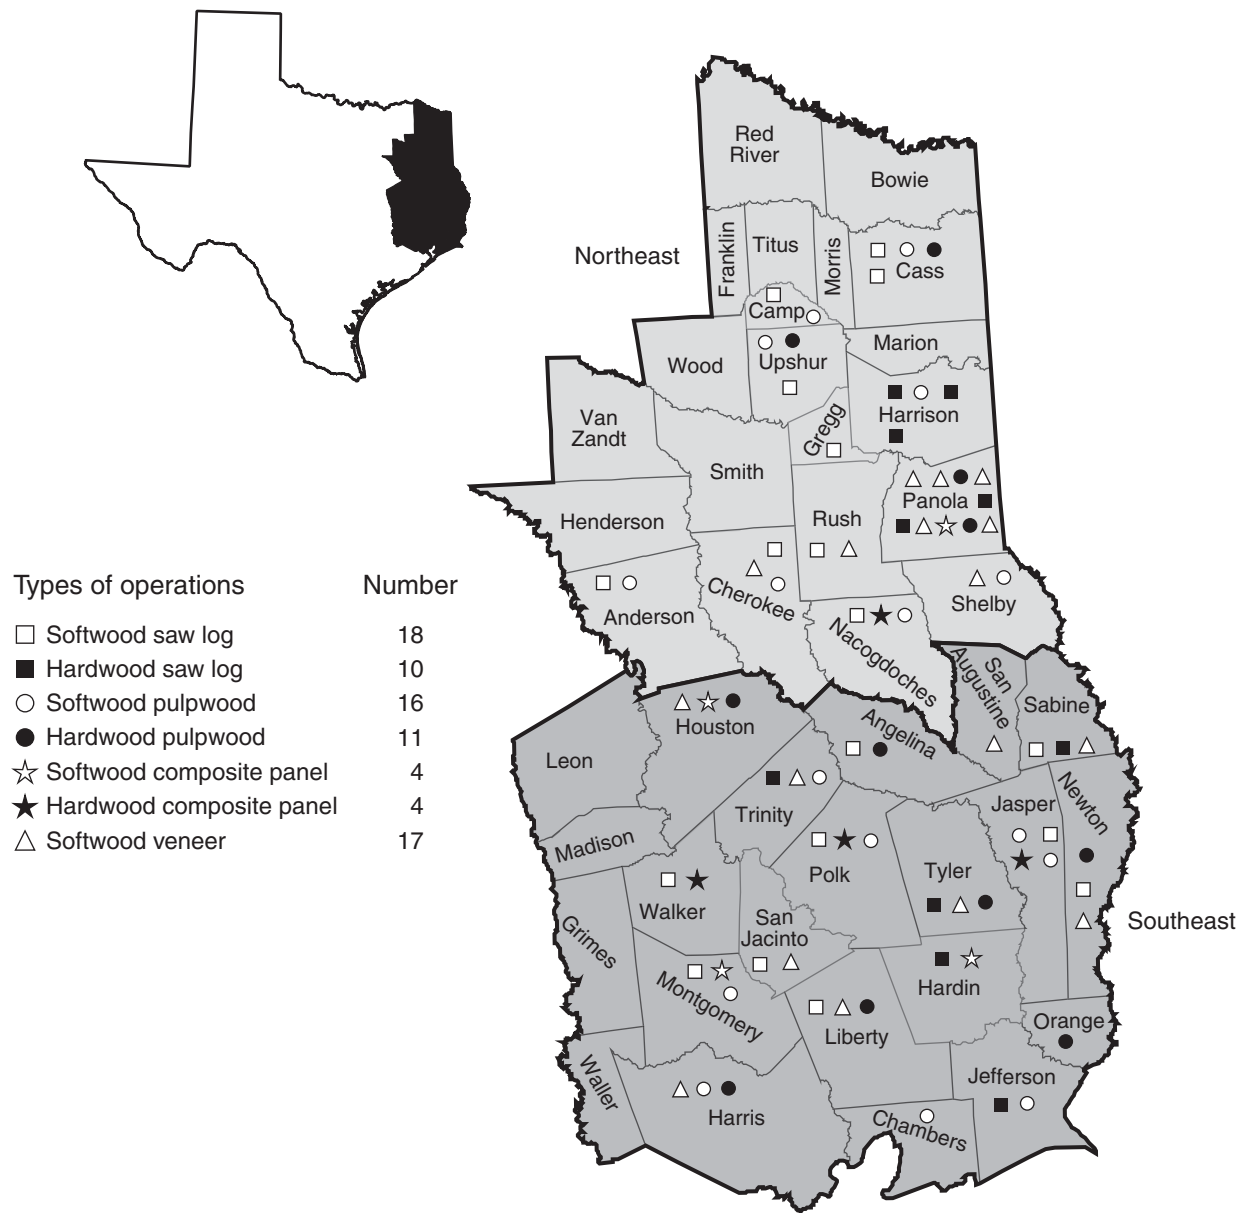 Red
River
Bowie
Northeast
Franklin
Titus
Morris
Cass
Camp
Marion
Wood
Upshur
Harrison
Van
Zandt
Gregg
Smith
Panola
Henderson
Rush
Types of operations Number
Anderson
Cherokee
Shelby
Softwood saw log 18
Hardwood saw log 10
Softwood pulpwood 16
Hardwood pulpwood 11
Softwood composite panel 4
Hardwood composite panel 4
Softwood veneer 17
Nacogdoches
San
Augustine
Sabine
Houston
Angelina
Leon
Trinity
Jasper
Newton
Madison
Polk
Tyler
Walker
San
Jacinto
Southeast
Grimes
Montgomery
Hardin
Liberty
Orange
Waller
Jefferson
Harris
Chambers